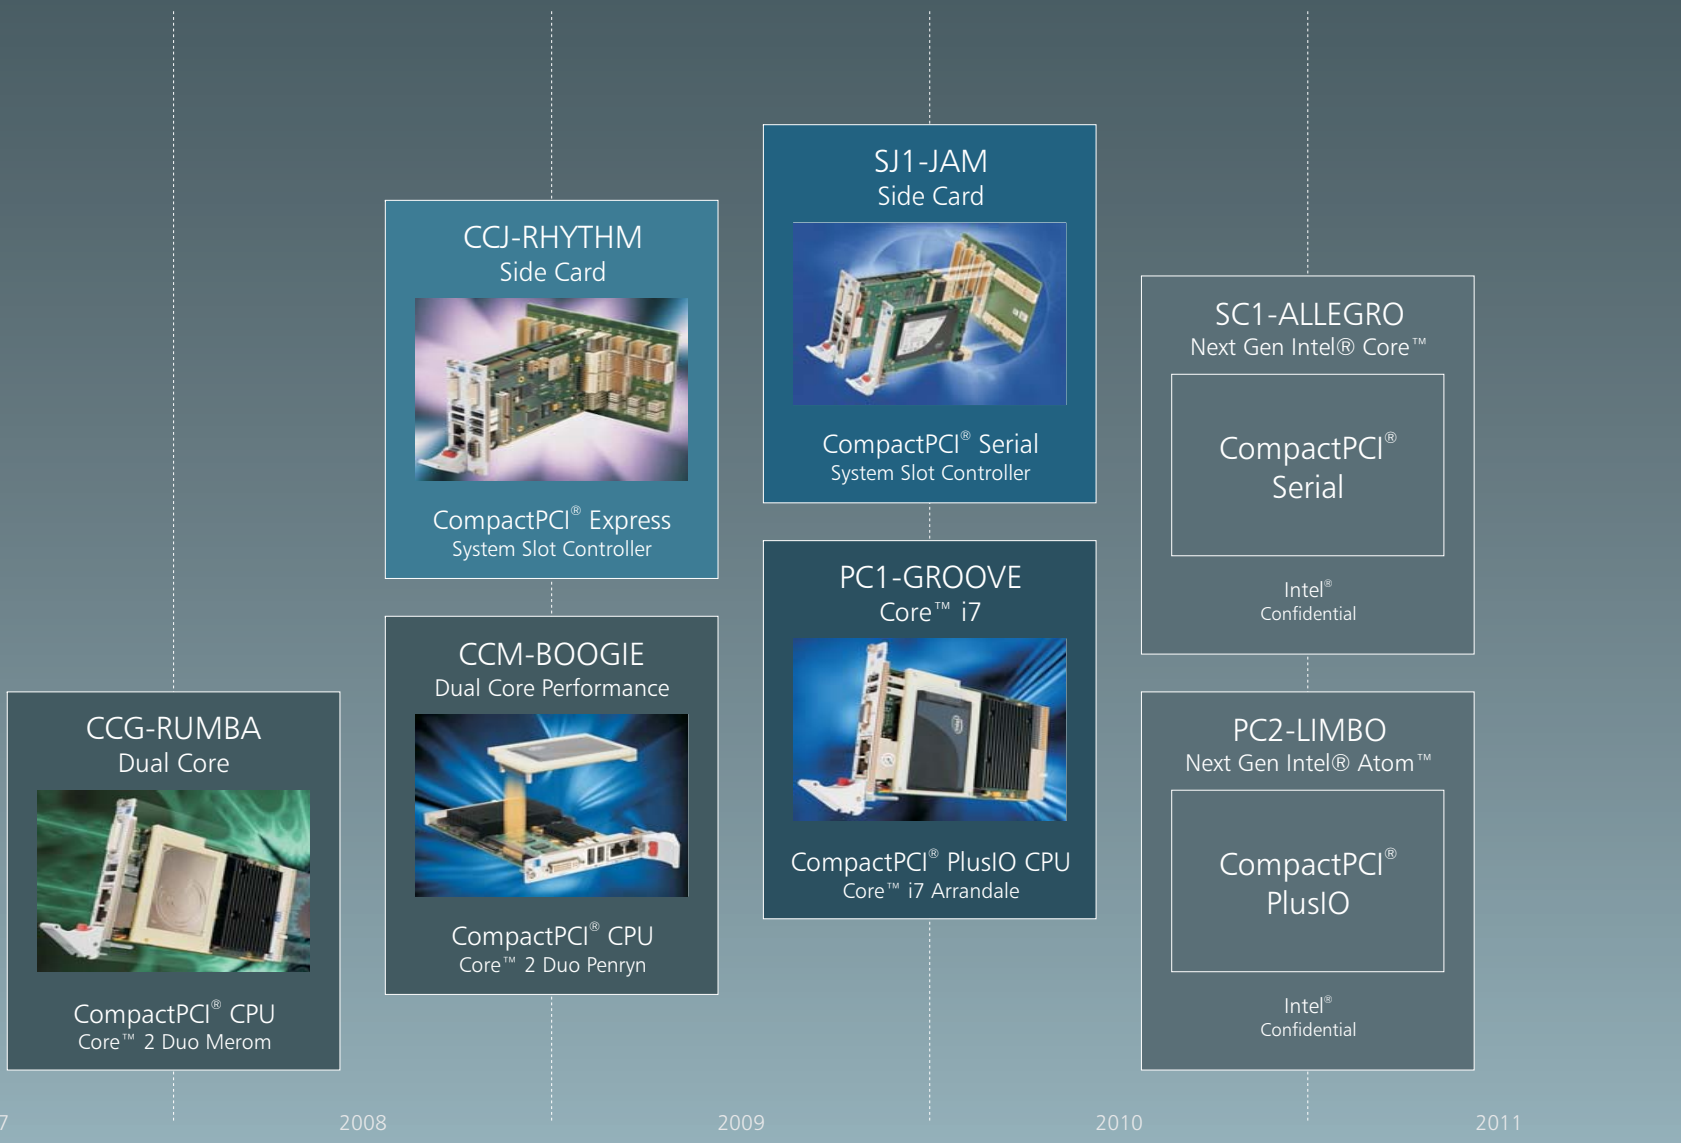 SJ1-JAM
Side Card
CompactPCI® Serial
System Slot Controller
CCJ-RHYTHM
Side Card
CompactPCI® Express
System Slot Controller
SC1-ALLEGRO
Next Gen Intel® Core™
CompactPCI®
Serial
Intel®
Confidential
PC1-GROOVE
Core™ i7
CompactPCI® PlusIO CPU
Core™ i7 Arrandale
CCM-BOOGIE
Dual Core Performance
CompactPCI® CPU
Core™ 2 Duo Penryn
CCG-RUMBA
Dual Core
CompactPCI® CPU
Core™ 2 Duo Merom
PC2-LIMBO
Next Gen Intel® Atom™
CompactPCI®
PlusIO
Intel®
Confidential
7 2008 2009 2010 2011